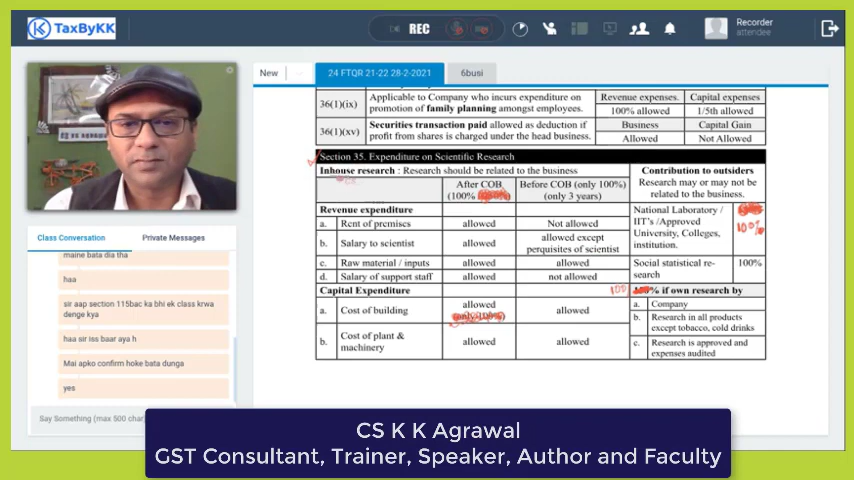 TaxByKK
REC
Recorder
attendee
New
24 FTQR 21-22 28-2-2021
6busi
36(1)(ix)
Applicable to Company who incurs expenditure on
promotion of family planning amongst employees.
Revenue expenses.
Capital expenses
100% allowed
1/5th allowed
36(1)(xv)
Securities transaction paid allowed as deduction if
profit from shares is charged under the head business.
Business
Capital Gain
Allowed
Not Allowed
Section 35. Expenditure on Scientific Research
Inhouse research : Research should be related to the business
Contribution to outsiders
Research may or may not be
related to the business.
After COB
(100%
Before COB (only 100%)
(only 3 years)
Revenue expenditure
National Laboratory /
IIT's /Approved
University, Colleges,
institution.
100%
a. Rent of premises allowed Not allowed
b. Salary to scientist allowed allowed except
perquisites of scientist
c. Raw material / inputs allowed allowed
Social statistical re-
search
100%
d. Salary of support staff allowed not allowed
Capital Expenditure
100 % if own research by
a. Cost of building allowed
(only 100%)
allowed
a. Company
b. Research in all products
except tobacco, cold drinks
b. Cost of plant &
machinery
allowed allowed
c. Research is approved and
expenses audited
Class Conversation
Private Messages
maine bata dia tha
haa
sir aap section 115bac ka bhi ek class krwa
denge kya
haa sir iss baar aya h
Mai apko confirm hoke bata dunga
yes
Say Something (max 500 char
CS K K Agrawal
GST Consultant, Trainer, Speaker, Author and Faculty